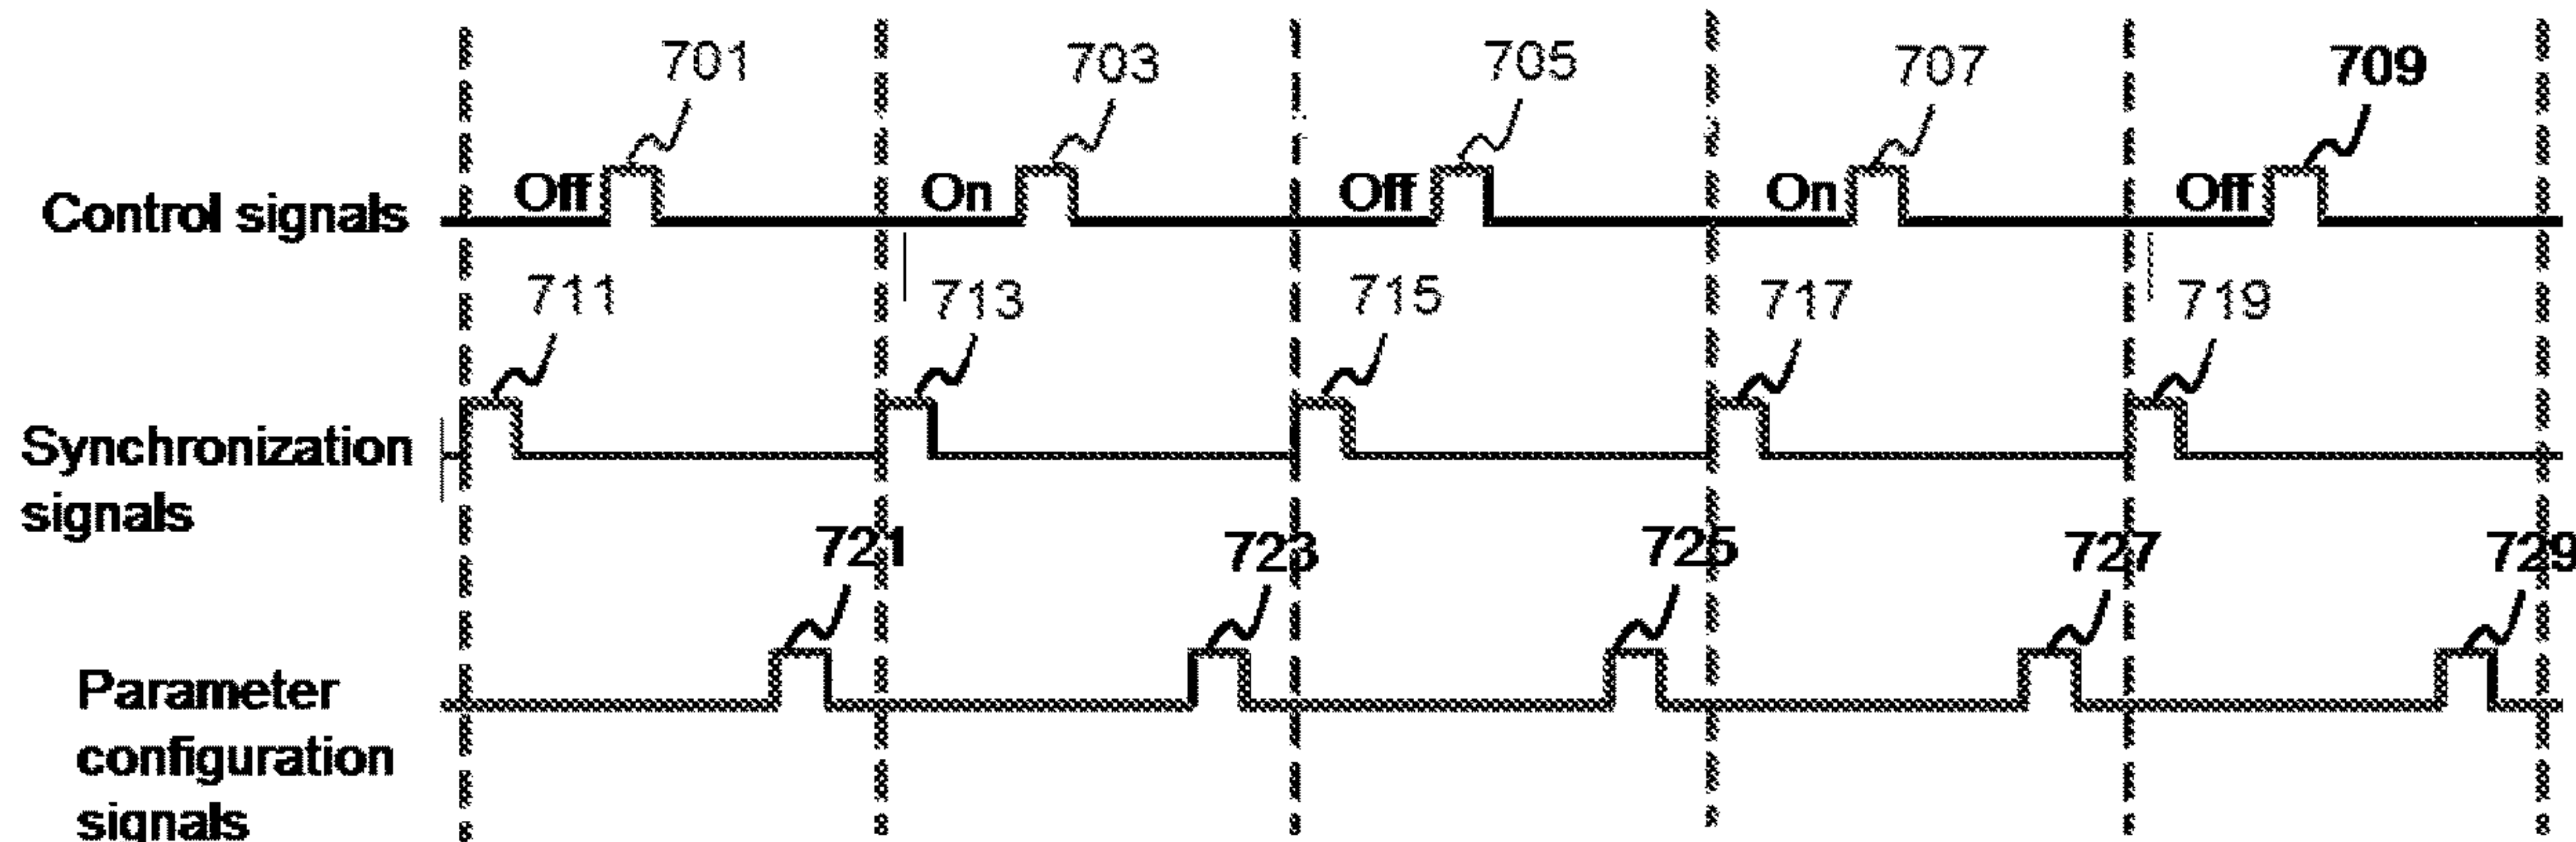 701
703
705
707
709
Control signals
Off
On
Off
On
Off
711
713
715
717
719
Synchronization
signals
721
723
725
727
729
Parameter
configuration
signals